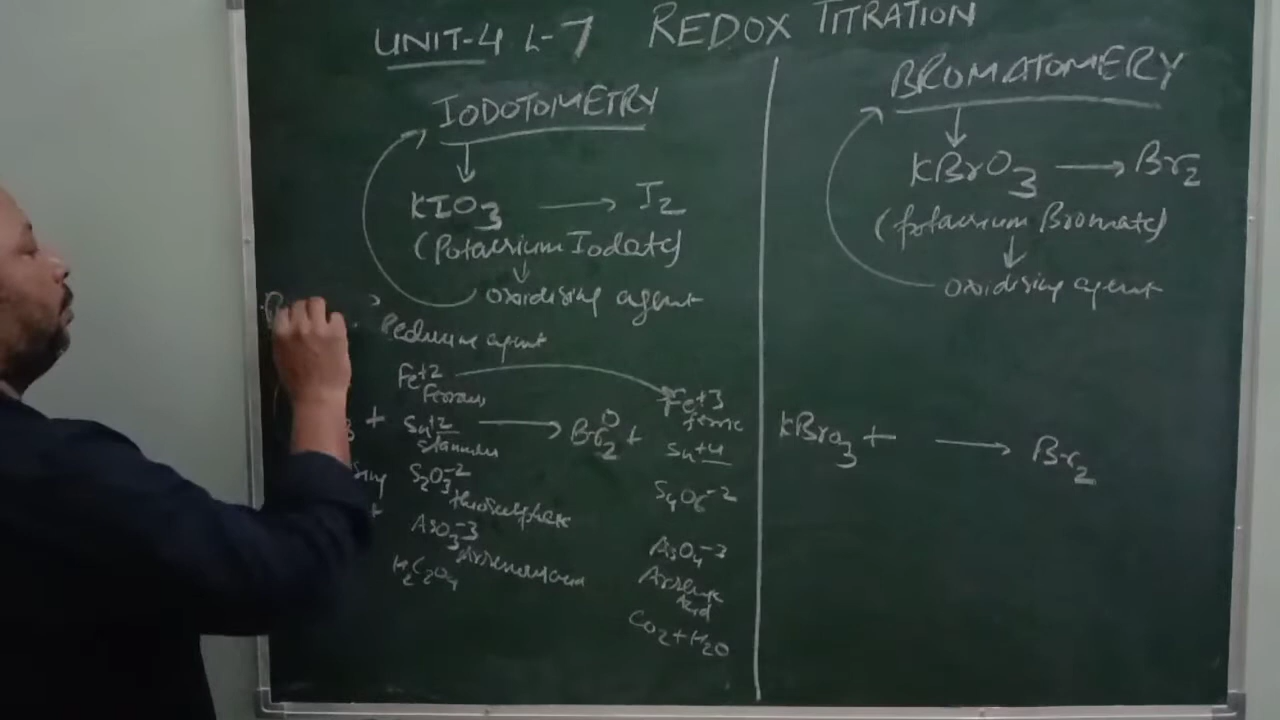 UNIT-4 L-7 REDOX TITRATION
IODOTOMETRY
KIO3 → I2
(Potassium Iodate)
↓
oxidising agent
Reducing agent
Fe+2
Ferrous
Fe+3
ferric
+ Sn+2 → Br2 0 +
stannus
Sn+4
S2O3-2
thiosulphate
S4O6-2
AsO3-3
AsO4-3
Arsenic
Acid
H2C2O4
CO2+H2O
BROMATOMERY
↓
KBrO3 → Br2
(potassium Bromate)
↓
oxidising agent
KBrO3 + → Br2